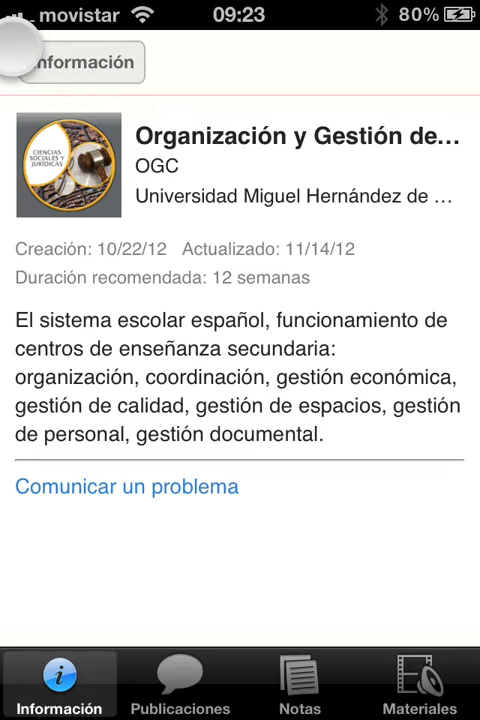 movistar 09:23 80%
Información
Organización y Gestión de...
CIENCIAS
SOCIALES Y
JURÍDICAS
OGC
Universidad Miguel Hernández de ...
Creación: 10/22/12 Actualizado: 11/14/12
Duración recomendada: 12 semanas
El sistema escolar español, funcionamiento de
centros de enseñanza secundaria:
organización, coordinación, gestión económica,
gestión de calidad, gestión de espacios, gestión
de personal, gestión documental.
Comunicar un problema
Información Publicaciones Notas Materiales